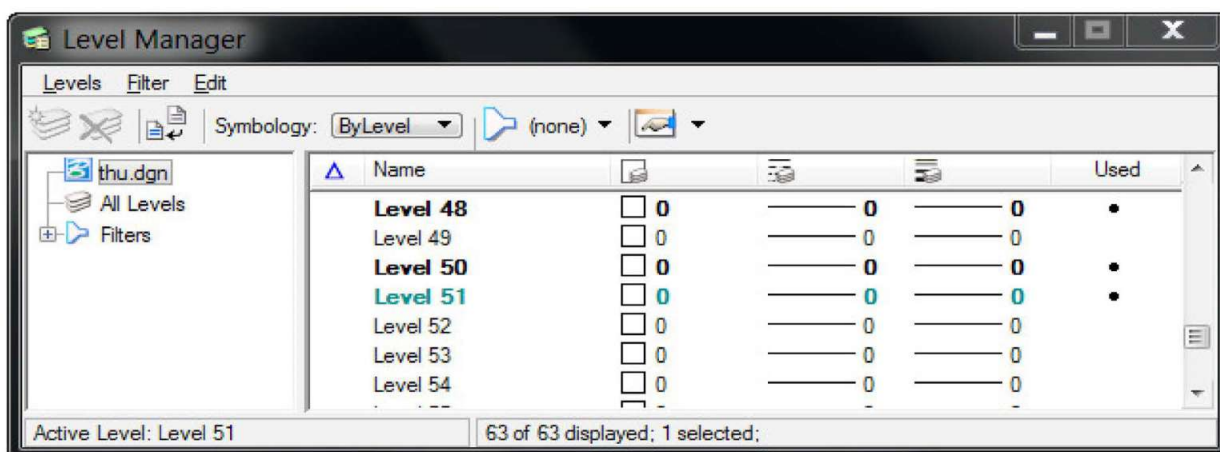 Level Manager
Levels Filter Edit
Symbology: ByLevel (none)
thu.dgn
All Levels
Filters
Name Used
Level 48 0 0 0
Level 49 0 0 0
Level 50 0 0 0
Level 51 0 0 0
Level 52 0 0 0
Level 53 0 0 0
Level 54 0 0 0
Active Level: Level 51 63 of 63 displayed; 1 selected;